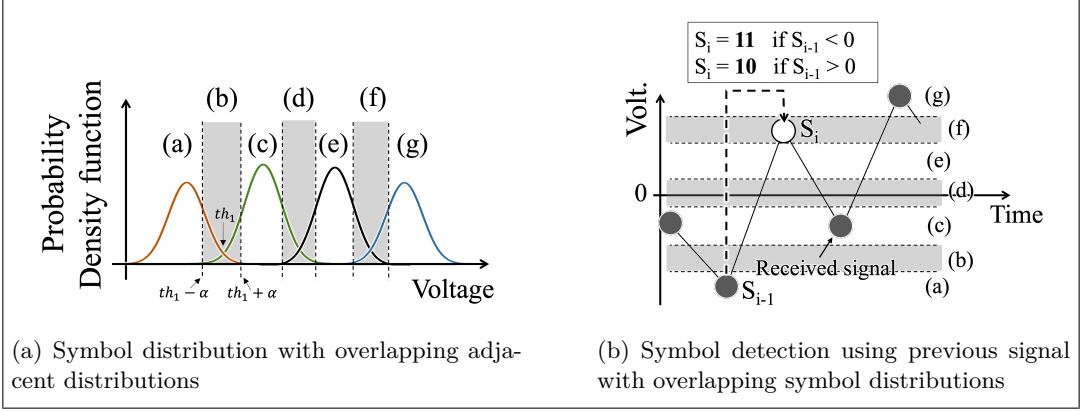 Probability
Density function
(a)
(b)
(c)
(d)
(e)
(f)
(g)
th₁
th₁ − α
th₁ + α
Voltage
(a) Symbol distribution with overlapping adja-
cent distributions
Sᵢ = 11 if Sᵢ₋₁ < 0
Sᵢ = 10 if Sᵢ₋₁ > 0
Volt.
0
Sᵢ
(g)
(f)
(e)
(d)
Time
(c)
(b)
Received signal
(a)
Sᵢ₋₁
(b) Symbol detection using previous signal
with overlapping symbol distributions